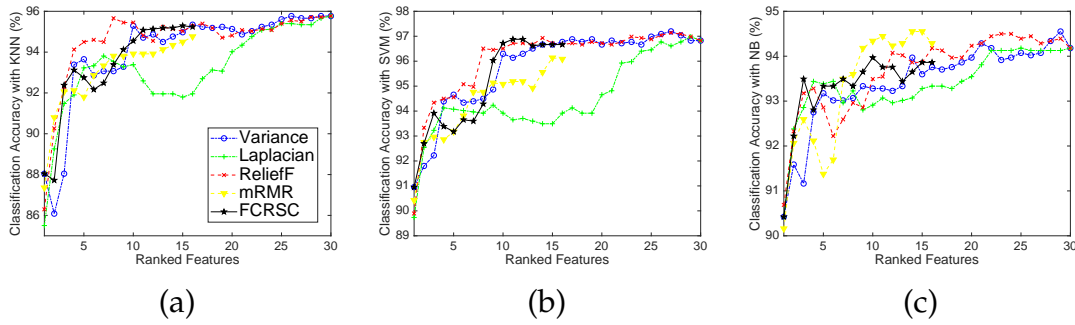 Classification Accuracy with KNN (%)
96
94
92
90
88
86
5 10 15 20 25 30
Ranked Features
Variance
Laplacian
ReliefF
mRMR
FCRSC
(a)
Classification Accuracy with SVM (%)
98
97
96
95
94
93
92
91
90
89
5 10 15 20 25 30
Ranked Features
(b)
Classification Accuracy with NB (%)
95
94
93
92
91
90
5 10 15 20 25 30
Ranked Features
(c)